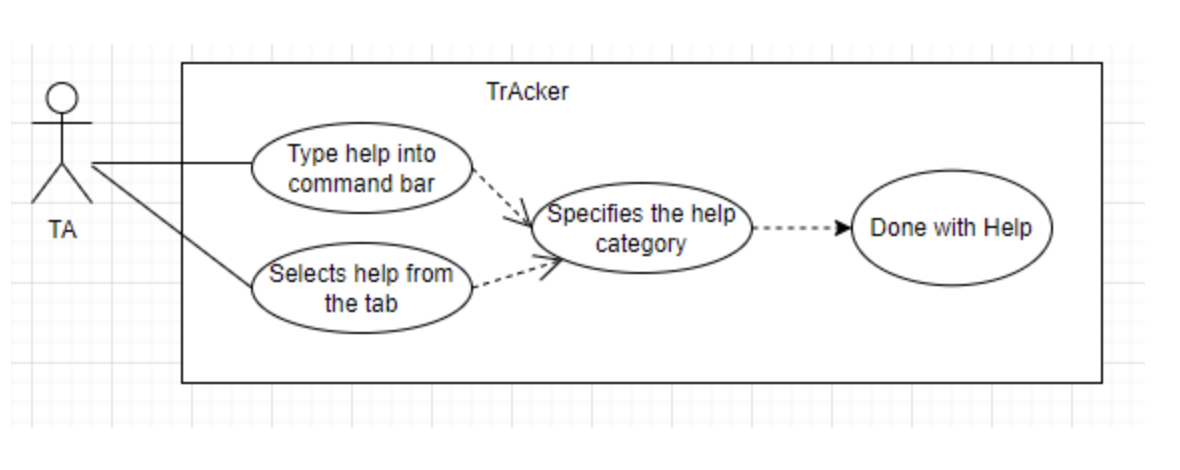 TrAcker
Type help into
command bar
Specifies the help
category
Done with Help
TA
Selects help from
the tab